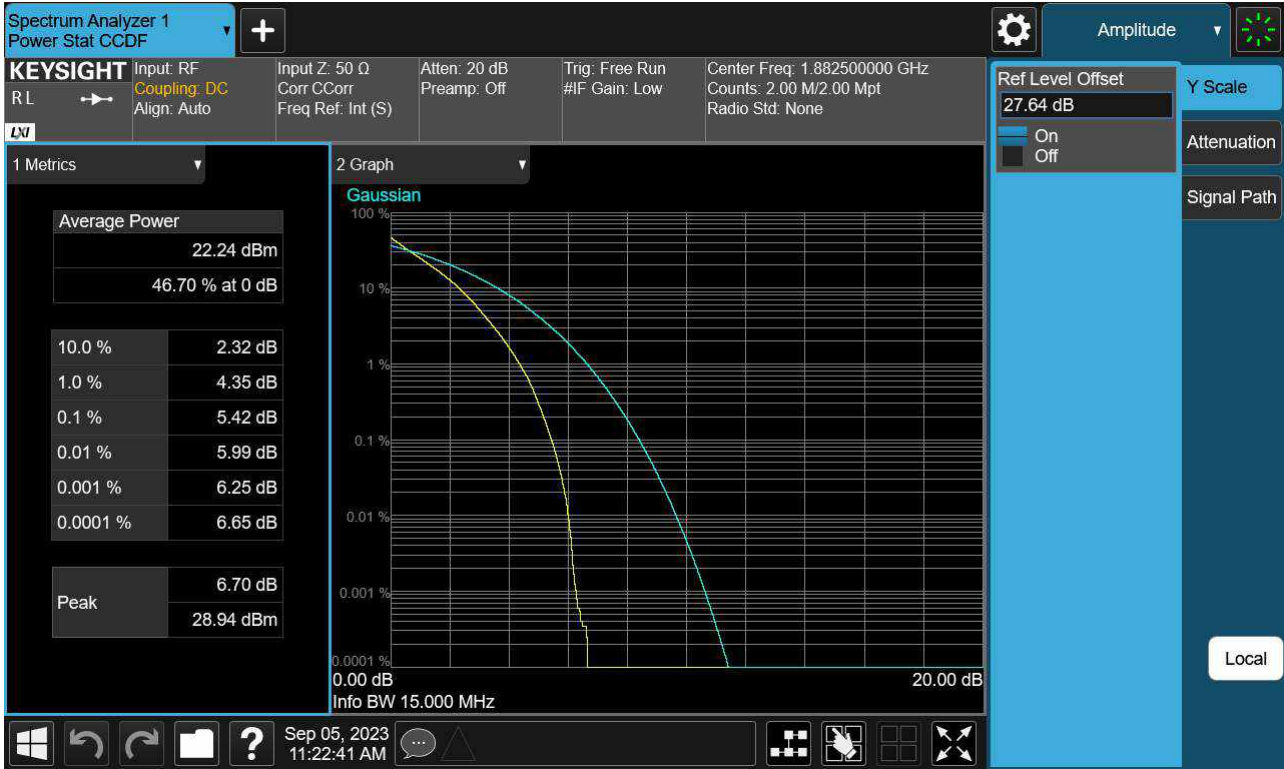 Spectrum Analyzer 1
Power Stat CCDF
Amplitude
KEYSIGHT
R L
LXI
Input: RF
Coupling: DC
Align: Auto
Input Z: 50 Ω
Corr CCorr
Freq Ref: Int (S)
Atten: 20 dB
Preamp: Off
Trig: Free Run
#IF Gain: Low
Center Freq: 1.882500000 GHz
Counts: 2.00 M/2.00 Mpt
Radio Std: None
Ref Level Offset
27.64 dB
On
Off
Y Scale
Attenuation
Signal Path
Local
1 Metrics
Average Power
22.24 dBm
46.70 % at 0 dB
10.0 % 2.32 dB
1.0 % 4.35 dB
0.1 % 5.42 dB
0.01 % 5.99 dB
0.001 % 6.25 dB
0.0001 % 6.65 dB
Peak 6.70 dB
28.94 dBm
2 Graph
Gaussian
100 %
10 %
1 %
0.1 %
0.01 %
0.001 %
0.0001 %
0.00 dB 20.00 dB
Info BW 15.000 MHz
?
Sep 05, 2023
11:22:41 AM